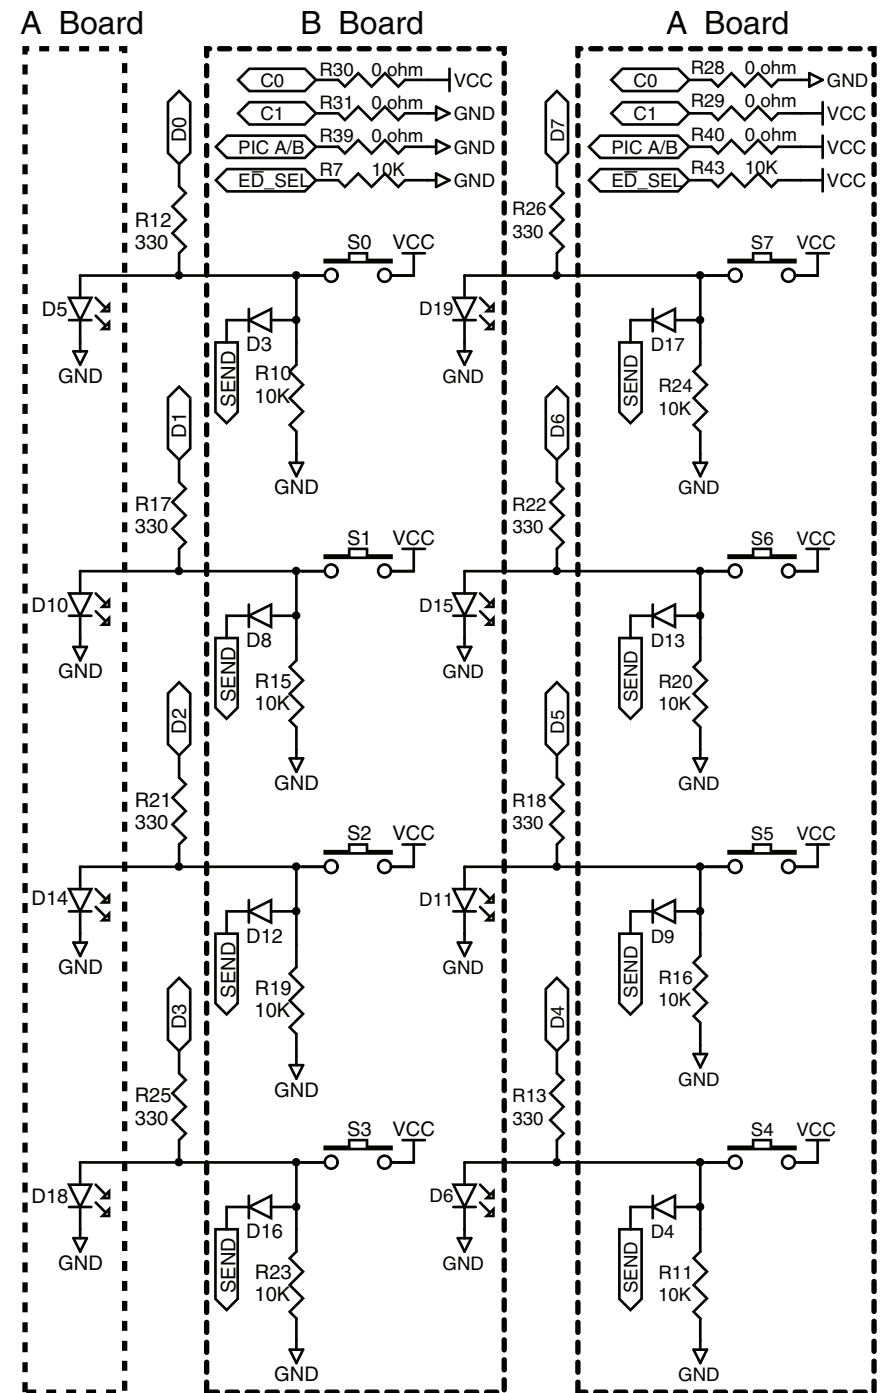 A Board
B Board
A Board
C0 R30 0 ohm VCC
C1 R31 0 ohm GND
PIC A/B R39 0 ohm GND
ED̅_SEL R7 10K GND
C0 R28 0 ohm GND
C1 R29 0 ohm VCC
PIC A/B R40 0 ohm VCC
ED̅_SEL R43 10K VCC
D0
R12
330
S0 VCC
D5
GND
D3
SEND
R10
10K
GND
D7
R26
330
S7 VCC
D19
GND
D17
SEND
R24
10K
GND
D1
R17
330
S1 VCC
D10
GND
D8
SEND
R15
10K
GND
D6
R22
330
S6 VCC
D15
GND
D13
SEND
R20
10K
GND
D2
R21
330
S2 VCC
D14
GND
D12
SEND
R19
10K
GND
D5
R18
330
S5 VCC
D11
GND
D9
SEND
R16
10K
GND
D3
R25
330
S3 VCC
D18
GND
D16
SEND
R23
10K
GND
D4
R13
330
S4 VCC
D6
GND
D4
SEND
R11
10K
GND